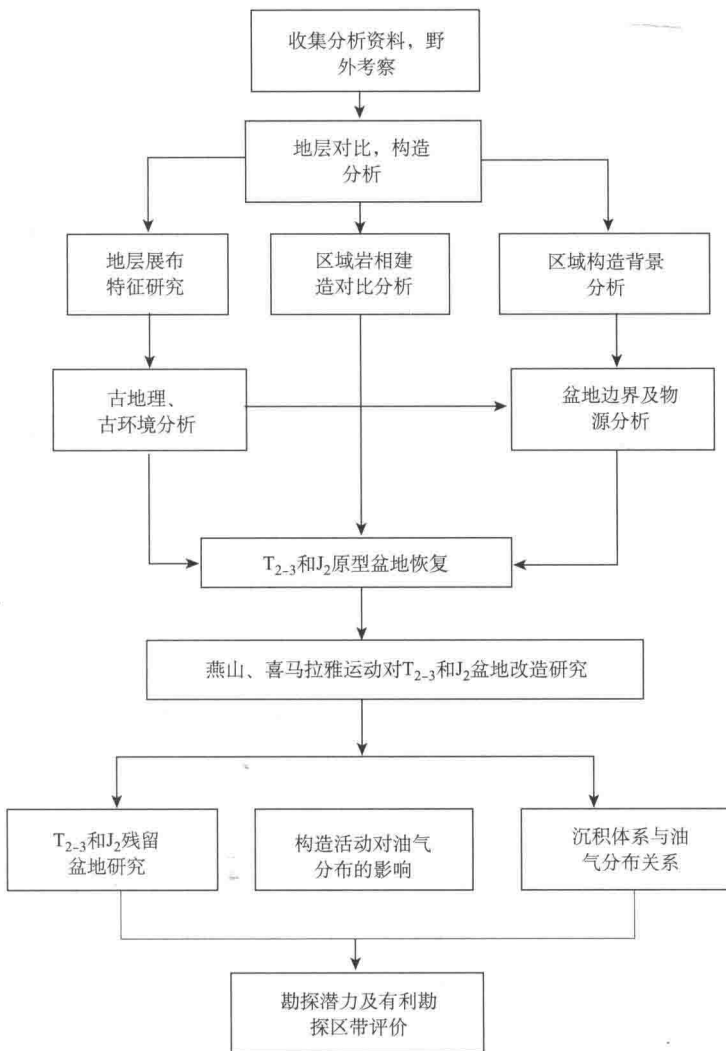 收集分析资料，野
外考察
地层对比，构造
分析
地层展布
特征研究
区域岩相建
造对比分析
区域构造背景
分析
古地理、
古环境分析
盆地边界及物
源分析
T₂₋₃和J₂原型盆地恢复
燕山、喜马拉雅运动对T₂₋₃和J₂盆地改造研究
T₂₋₃和J₂残留
盆地研究
构造活动对油气
分布的影响
沉积体系与油
气分布关系
勘探潜力及有利勘
探区带评价